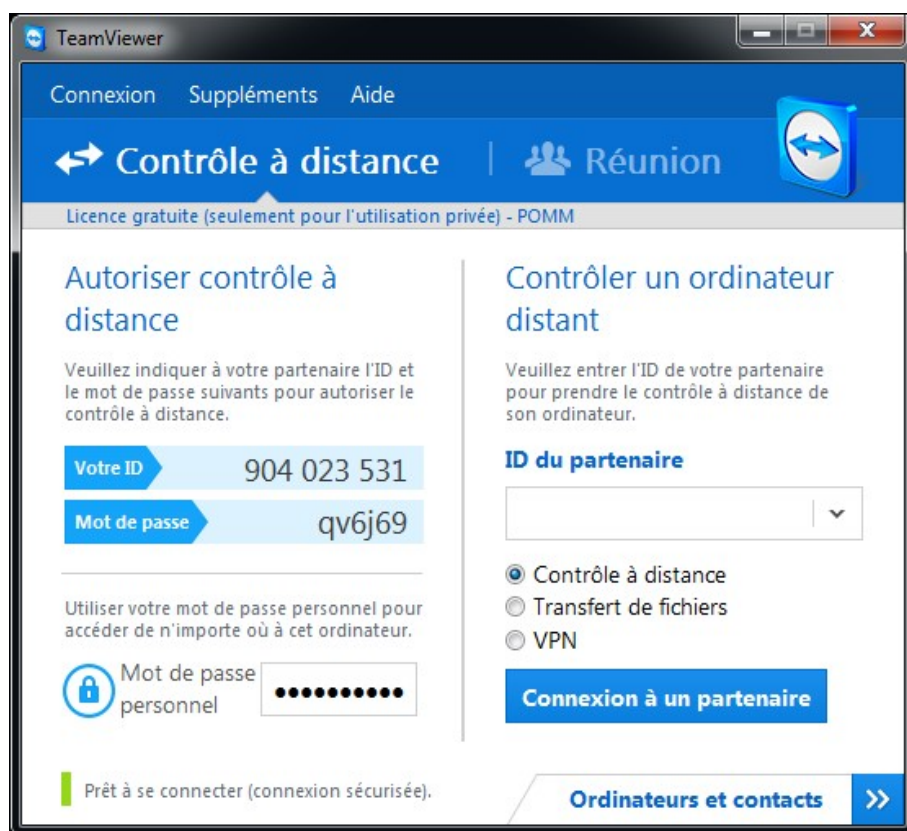 TeamViewer
Connexion Suppléments Aide
Contrôle à distance Réunion
Licence gratuite (seulement pour l'utilisation privée) - POMM
Autoriser contrôle à
distance
Veuillez indiquer à votre partenaire l'ID et
le mot de passe suivants pour autoriser le
contrôle à distance.
Votre ID 904 023 531
Mot de passe qv6j69
Utiliser votre mot de passe personnel pour
accéder de n'importe où à cet ordinateur.
Mot de passe
personnel ••••••••••
Prêt à se connecter (connexion sécurisée).
Contrôler un ordinateur
distant
Veuillez entrer l'ID de votre partenaire
pour prendre le contrôle à distance de
son ordinateur.
ID du partenaire
Contrôle à distance
Transfert de fichiers
VPN
Connexion à un partenaire
Ordinateurs et contacts